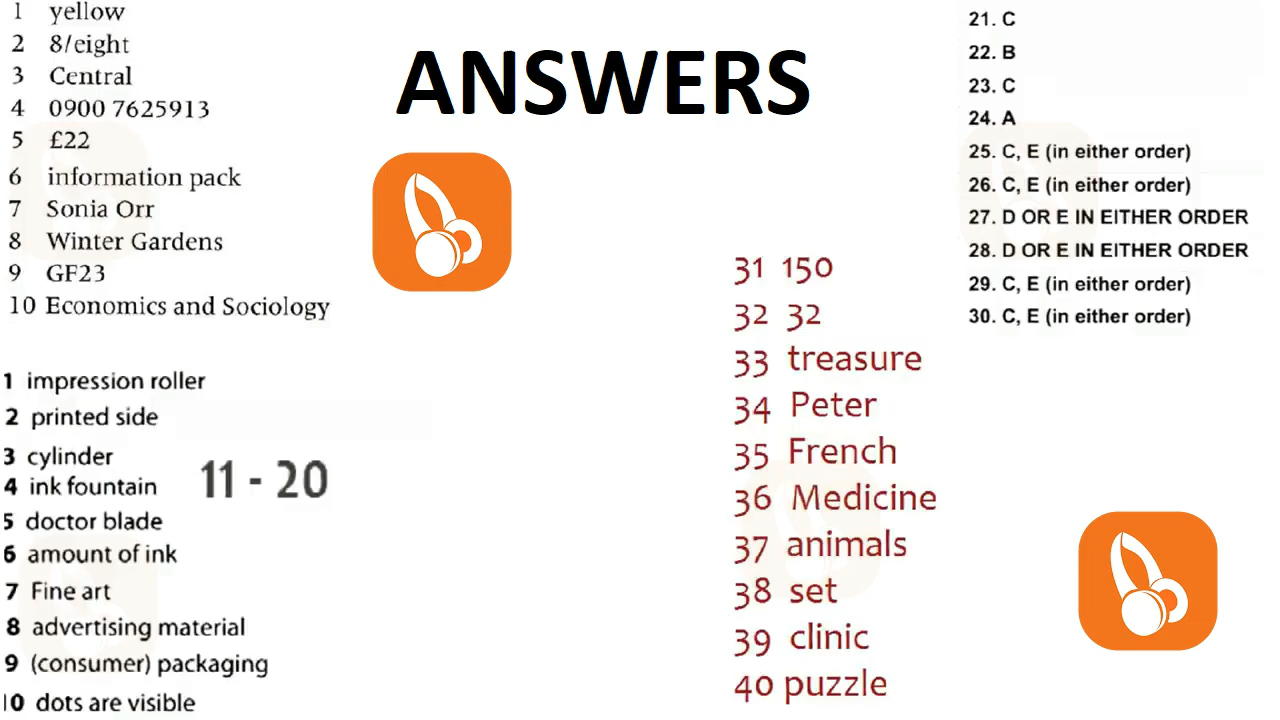 ANSWERS
1 yellow
2 8/eight
3 Central
4 0900 7625913
5 £22
6 information pack
7 Sonia Orr
8 Winter Gardens
9 GF23
10 Economics and Sociology
1 impression roller
2 printed side
3 cylinder
4 ink fountain
5 doctor blade
6 amount of ink
7 Fine art
8 advertising material
9 (consumer) packaging
10 dots are visible
11 - 20
21. C
22. B
23. C
24. A
25. C, E (in either order)
26. C, E (in either order)
27. D OR E IN EITHER ORDER
28. D OR E IN EITHER ORDER
29. C, E (in either order)
30. C, E (in either order)
31 150
32 32
33 treasure
34 Peter
35 French
36 Medicine
37 animals
38 set
39 clinic
40 puzzle